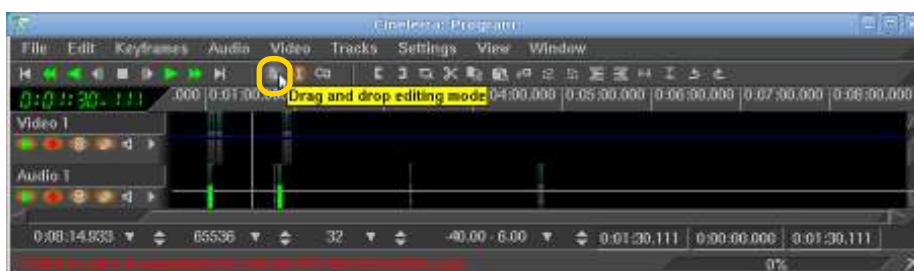 Cinelerra: Program
File Edit Keyframes Audio Video Tracks Settings View Window
0:01:30.111 .000 0:01:00 04:00.000 0:05:00.000 0:06:00.000 0:07:00.000 0:08:00.000
Drag and drop editing mode
Video 1
Audio 1
0:08:14.933 65536 32 -40.00 - 6.00 0:01:30.111 0:00:00.000 0:01:30.111
0%